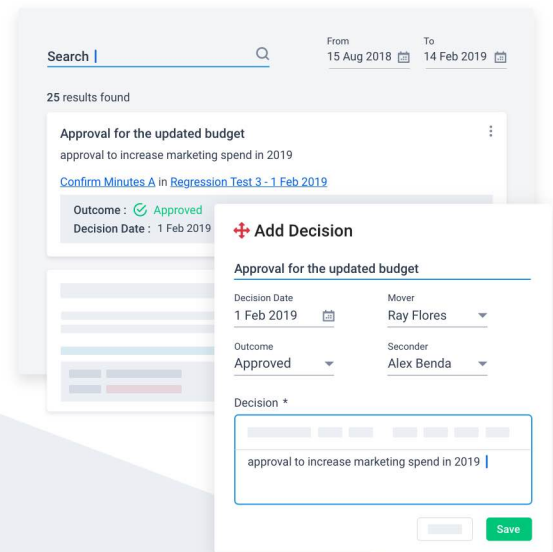 Search
From
To
15 Aug 2018
14 Feb 2019
25 results found
Approval for the updated budget
approval to increase marketing spend in 2019
Confirm Minutes A in Regression Test 3 - 1 Feb 2019
Outcome : Approved
Decision Date : 1 Feb 2019
Add Decision
Approval for the updated budget
Decision Date
Mover
1 Feb 2019
Ray Flores
Outcome
Seconder
Approved
Alex Benda
Decision *
approval to increase marketing spend in 2019
Save